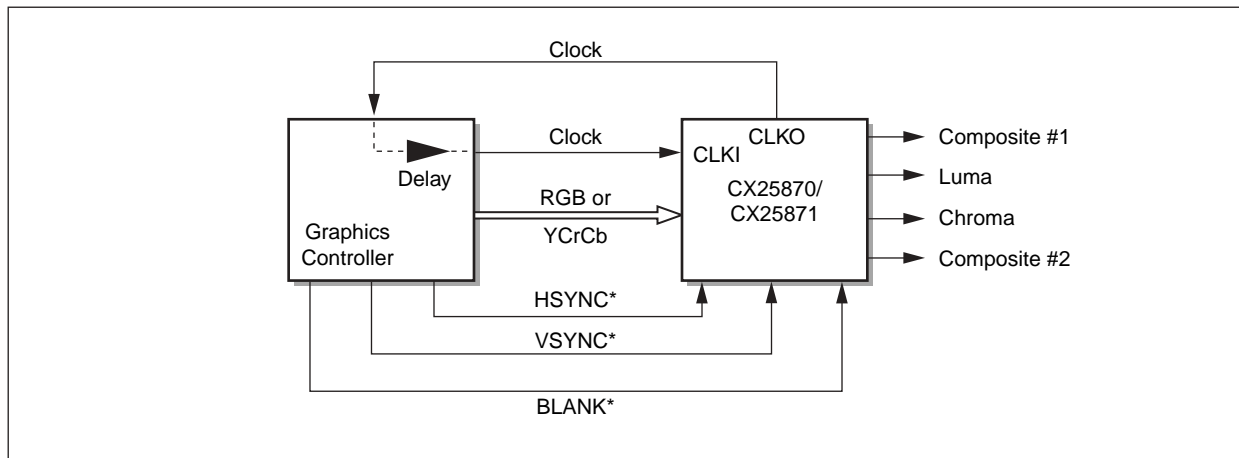 Clock
Clock
CLKO
CLKI
Composite #1
Delay
CX25870/
CX25871
Luma
RGB or
YCrCb
Chroma
Graphics
Controller
Composite #2
HSYNC*
VSYNC*
BLANK*